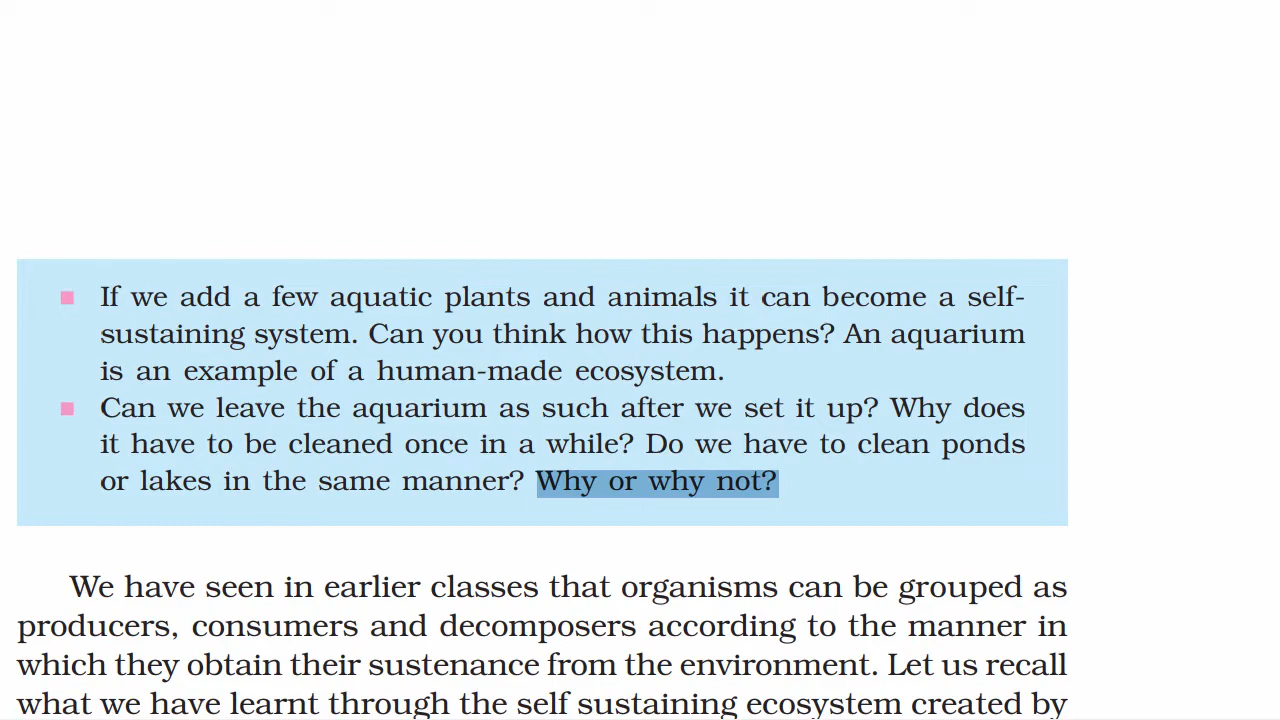 If we add a few aquatic plants and animals it can become a self-
sustaining system. Can you think how this happens? An aquarium
is an example of a human-made ecosystem.
Can we leave the aquarium as such after we set it up? Why does
it have to be cleaned once in a while? Do we have to clean ponds
or lakes in the same manner? Why or why not?
We have seen in earlier classes that organisms can be grouped as
producers, consumers and decomposers according to the manner in
which they obtain their sustenance from the environment. Let us recall
what we have learnt through the self sustaining ecosystem created by